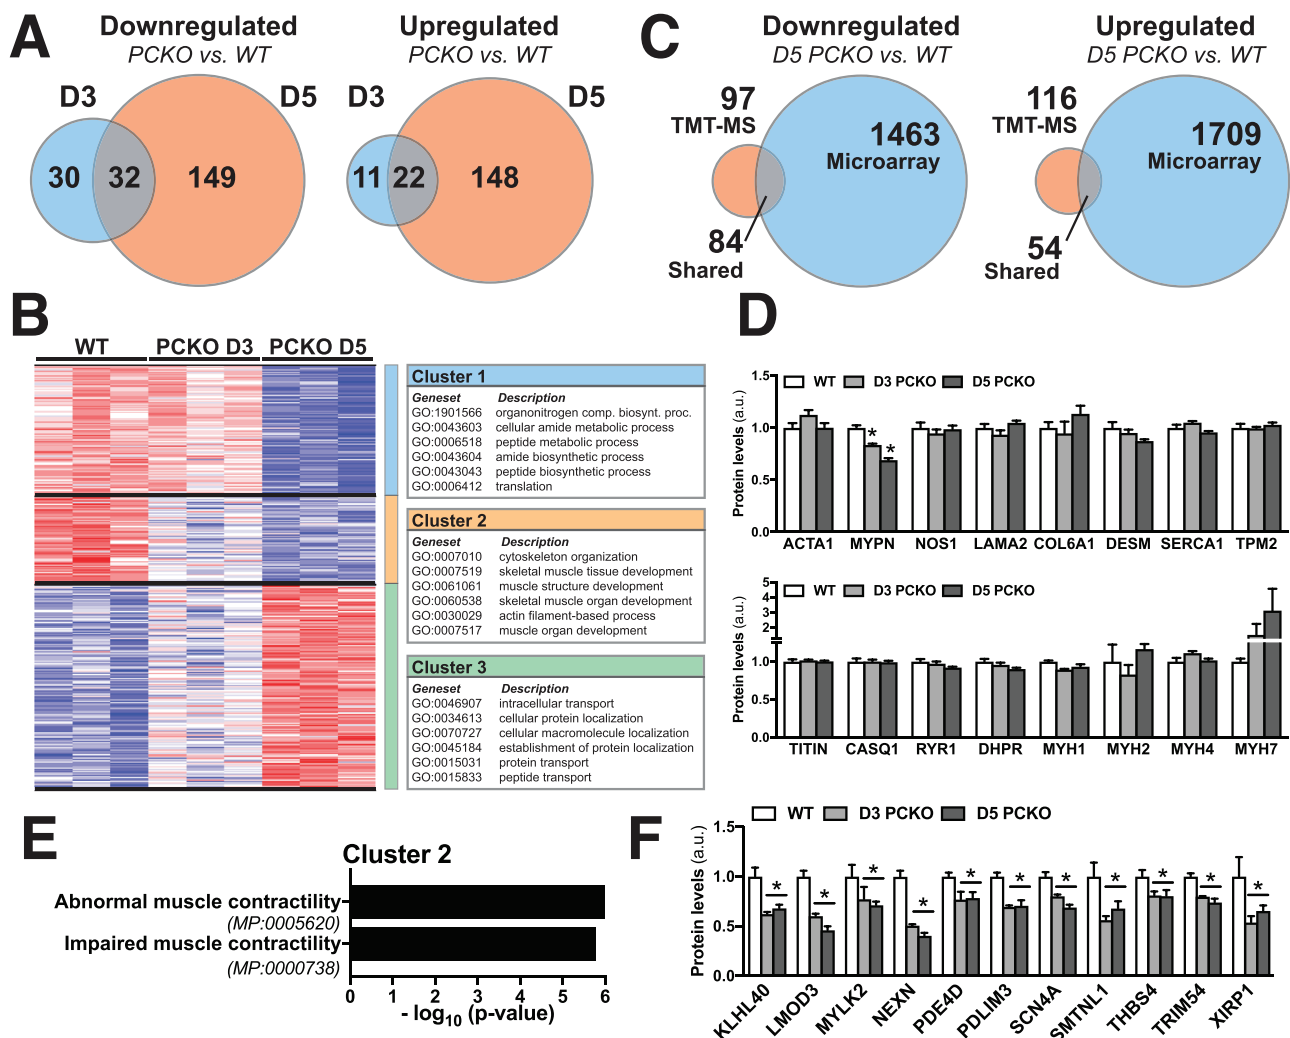 A
Downregulated
PCKO vs. WT
D3
D5
30
32
149
Upregulated
PCKO vs. WT
D3
D5
11
22
148
C
Downregulated
D5 PCKO vs. WT
97
TMT-MS
1463
Microarray
84
Shared
Upregulated
D5 PCKO vs. WT
116
TMT-MS
1709
Microarray
54
Shared
B
WT
PCKO D3
PCKO D5
Cluster 1
Geneset Description
GO:1901566 organonitrogen comp. biosynt. proc.
GO:0043603 cellular amide metabolic process
GO:0006518 peptide metabolic process
GO:0043604 amide biosynthetic process
GO:0043043 peptide biosynthetic process
GO:0006412 translation
Cluster 2
Geneset Description
GO:0007010 cytoskeleton organization
GO:0007519 skeletal muscle tissue development
GO:0061061 muscle structure development
GO:0060538 skeletal muscle organ development
GO:0030029 actin filament-based process
GO:0007517 muscle organ development
Cluster 3
Geneset Description
GO:0046907 intracellular transport
GO:0034613 cellular protein localization
GO:0070727 cellular macromolecule localization
GO:0045184 establishment of protein localization
GO:0015031 protein transport
GO:0015833 peptide transport
D
WT D3 PCKO D5 PCKO
Protein levels (a.u.)
1.5
1.0
0.5
0.0
* *
ACTA1 MYPN NOS1 LAMA2 COL6A1 DESM SERCA1 TPM2
WT D3 PCKO D5 PCKO
Protein levels (a.u.)
5
4
3
2
1.0
0.5
0.0
TITIN CASQ1 RYR1 DHPR MYH1 MYH2 MYH4 MYH7
E
Cluster 2
Abnormal muscle contractility
(MP:0005620)
Impaired muscle contractility
(MP:0000738)
0 1 2 3 4 5 6
- log10 (p-value)
F
WT D3 PCKO D5 PCKO
Protein levels (a.u.)
1.5
1.0
0.5
0.0
* * * * * * * * * * *
KLHL40 LMOD3 MYLK2 NEXN PDE4D PDLIM3 SCN4A SMTNL1 THBS4 TRIM54 XIRP1